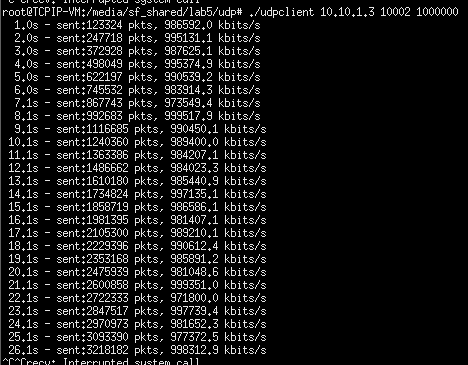 root@TCPIP-VM:/media/sf_shared/lab5/udp# ./udpclient 10.10.1.3 10002 1000000
1.0s - sent:123324 pkts, 986592.0 kbits/s
2.0s - sent:247718 pkts, 995131.1 kbits/s
3.0s - sent:372928 pkts, 987625.1 kbits/s
4.0s - sent:498049 pkts, 995374.9 kbits/s
5.0s - sent:622197 pkts, 990539.2 kbits/s
6.0s - sent:745532 pkts, 983914.3 kbits/s
7.1s - sent:867743 pkts, 973549.4 kbits/s
8.1s - sent:992683 pkts, 999517.9 kbits/s
9.1s - sent:1116685 pkts, 990450.1 kbits/s
10.1s - sent:1240360 pkts, 989400.0 kbits/s
11.1s - sent:1363386 pkts, 984207.1 kbits/s
12.1s - sent:1486662 pkts, 984023.3 kbits/s
13.1s - sent:1610180 pkts, 985440.9 kbits/s
14.1s - sent:1734824 pkts, 997135.1 kbits/s
15.1s - sent:1858719 pkts, 986586.1 kbits/s
16.1s - sent:1981395 pkts, 981407.1 kbits/s
17.1s - sent:2105300 pkts, 989210.1 kbits/s
18.1s - sent:2229396 pkts, 990612.4 kbits/s
19.1s - sent:2353168 pkts, 985891.2 kbits/s
20.1s - sent:2475939 pkts, 981048.6 kbits/s
21.1s - sent:2600858 pkts, 999351.0 kbits/s
22.1s - sent:2722333 pkts, 971800.0 kbits/s
23.1s - sent:2847517 pkts, 997739.4 kbits/s
24.1s - sent:2970973 pkts, 981652.3 kbits/s
25.1s - sent:3093390 pkts, 977372.5 kbits/s
26.1s - sent:3218182 pkts, 998312.9 kbits/s
^C^Crecv: Interrupted system call